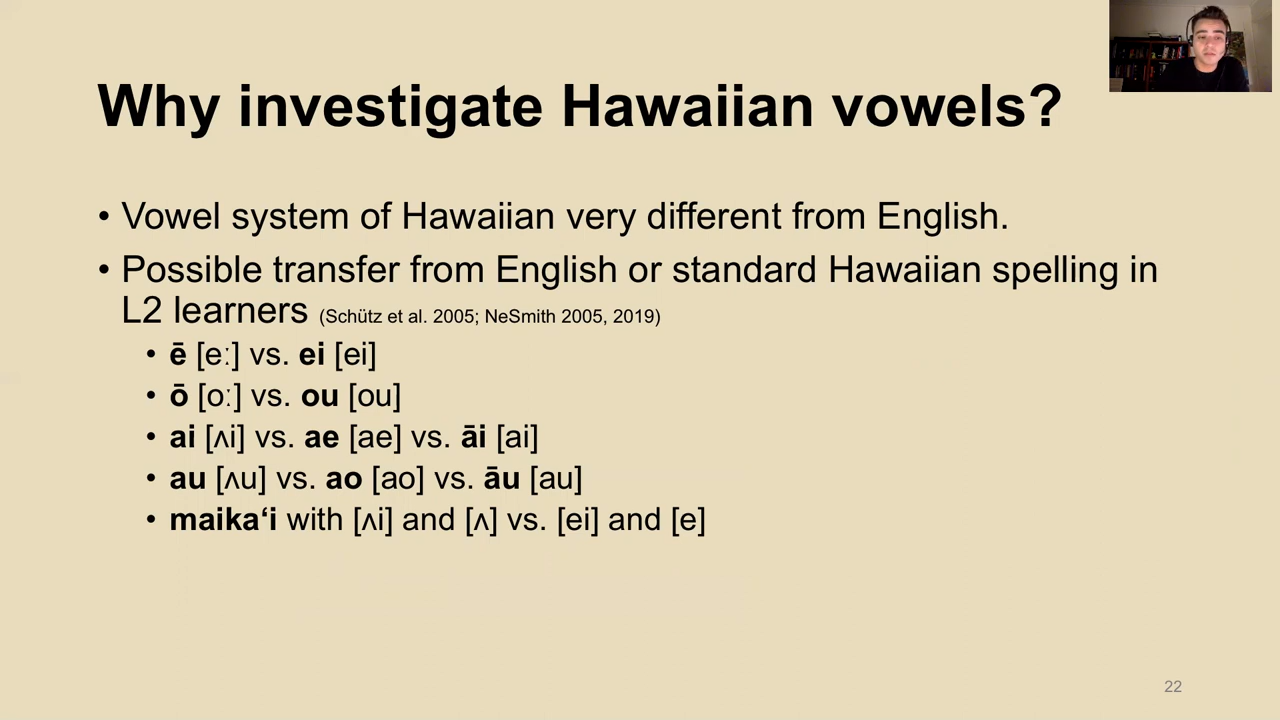 Why investigate Hawaiian vowels?
• Vowel system of Hawaiian very different from English.
• Possible transfer from English or standard Hawaiian spelling in
L2 learners (Schütz et al. 2005; NeSmith 2005, 2019)
• ē [eː] vs. ei [ei]
• ō [oː] vs. ou [ou]
• ai [ʌi] vs. ae [ae] vs. āi [ai]
• au [ʌu] vs. ao [ao] vs. āu [au]
• maika‘i with [ʌi] and [ʌ] vs. [ei] and [e]
22